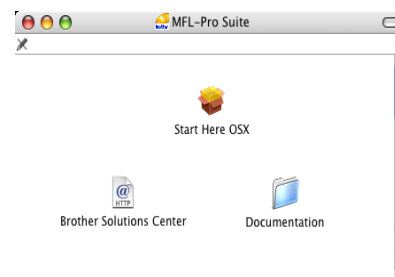 MFL-Pro Suite
Start Here OSX
@
HTTP
Brother Solutions Center
Documentation